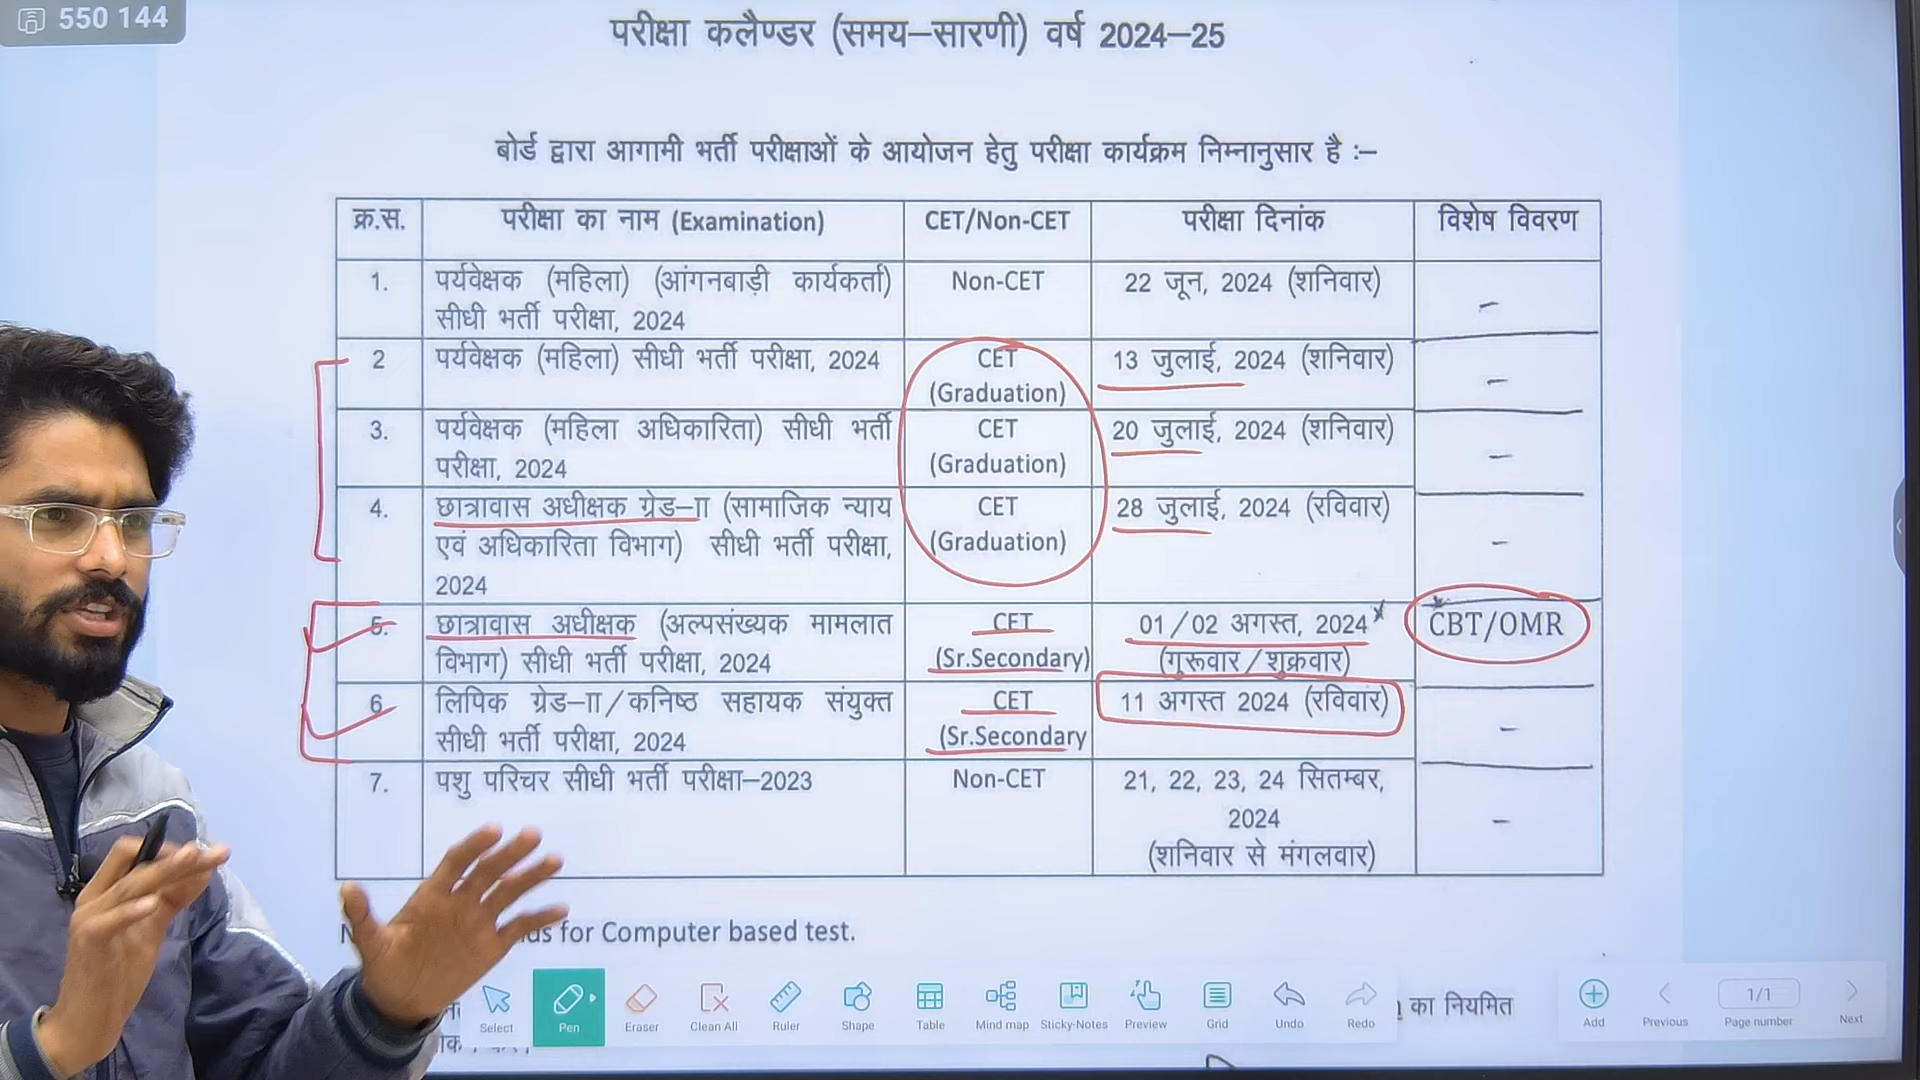 550 144
परीक्षा कलैण्डर (समय–सारणी) वर्ष 2024–25
बोर्ड द्वारा आगामी भर्ती परीक्षाओं के आयोजन हेतु परीक्षा कार्यक्रम निम्नानुसार है :–
क्र.स. परीक्षा का नाम (Examination) CET/Non-CET परीक्षा दिनांक विशेष विवरण
1. पर्यवेक्षक (महिला) (आंगनबाड़ी कार्यकर्ता) Non-CET 22 जून, 2024 (शनिवार) –
सीधी भर्ती परीक्षा, 2024
2 पर्यवेक्षक (महिला) सीधी भर्ती परीक्षा, 2024 CET 13 जुलाई, 2024 (शनिवार) –
(Graduation)
3. पर्यवेक्षक (महिला अधिकारिता) सीधी भर्ती CET 20 जुलाई, 2024 (शनिवार) –
परीक्षा, 2024 (Graduation)
4. छात्रावास अधीक्षक ग्रेड–II (सामाजिक न्याय CET 28 जुलाई, 2024 (रविवार) –
एवं अधिकारिता विभाग) सीधी भर्ती परीक्षा, (Graduation)
2024
5. छात्रावास अधीक्षक (अल्पसंख्यक मामलात CET 01/02 अगस्त, 2024* *CBT/OMR
विभाग) सीधी भर्ती परीक्षा, 2024 (Sr.Secondary) (गुरूवार/शुक्रवार)
6 लिपिक ग्रेड–II/कनिष्ठ सहायक संयुक्त CET 11 अगस्त 2024 (रविवार) –
सीधी भर्ती परीक्षा, 2024 (Sr.Secondary
7. पशु परिचर सीधी भर्ती परीक्षा–2023 Non-CET 21, 22, 23, 24 सितम्बर, –
2024
(शनिवार से मंगलवार)
for Computer based test.
का नियमित
Select Pen Eraser Clean All Ruler Shape Table Mind map Sticky-Notes Preview Grid Undo Redo Add Previous 1/1 Page number Next